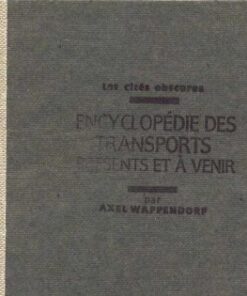 Les cités obscures
ENCYCLOPÉDIE DES
TRANSPORTS
PRÉSENTS ET À VENIR
par
AXEL WAPPENDORF